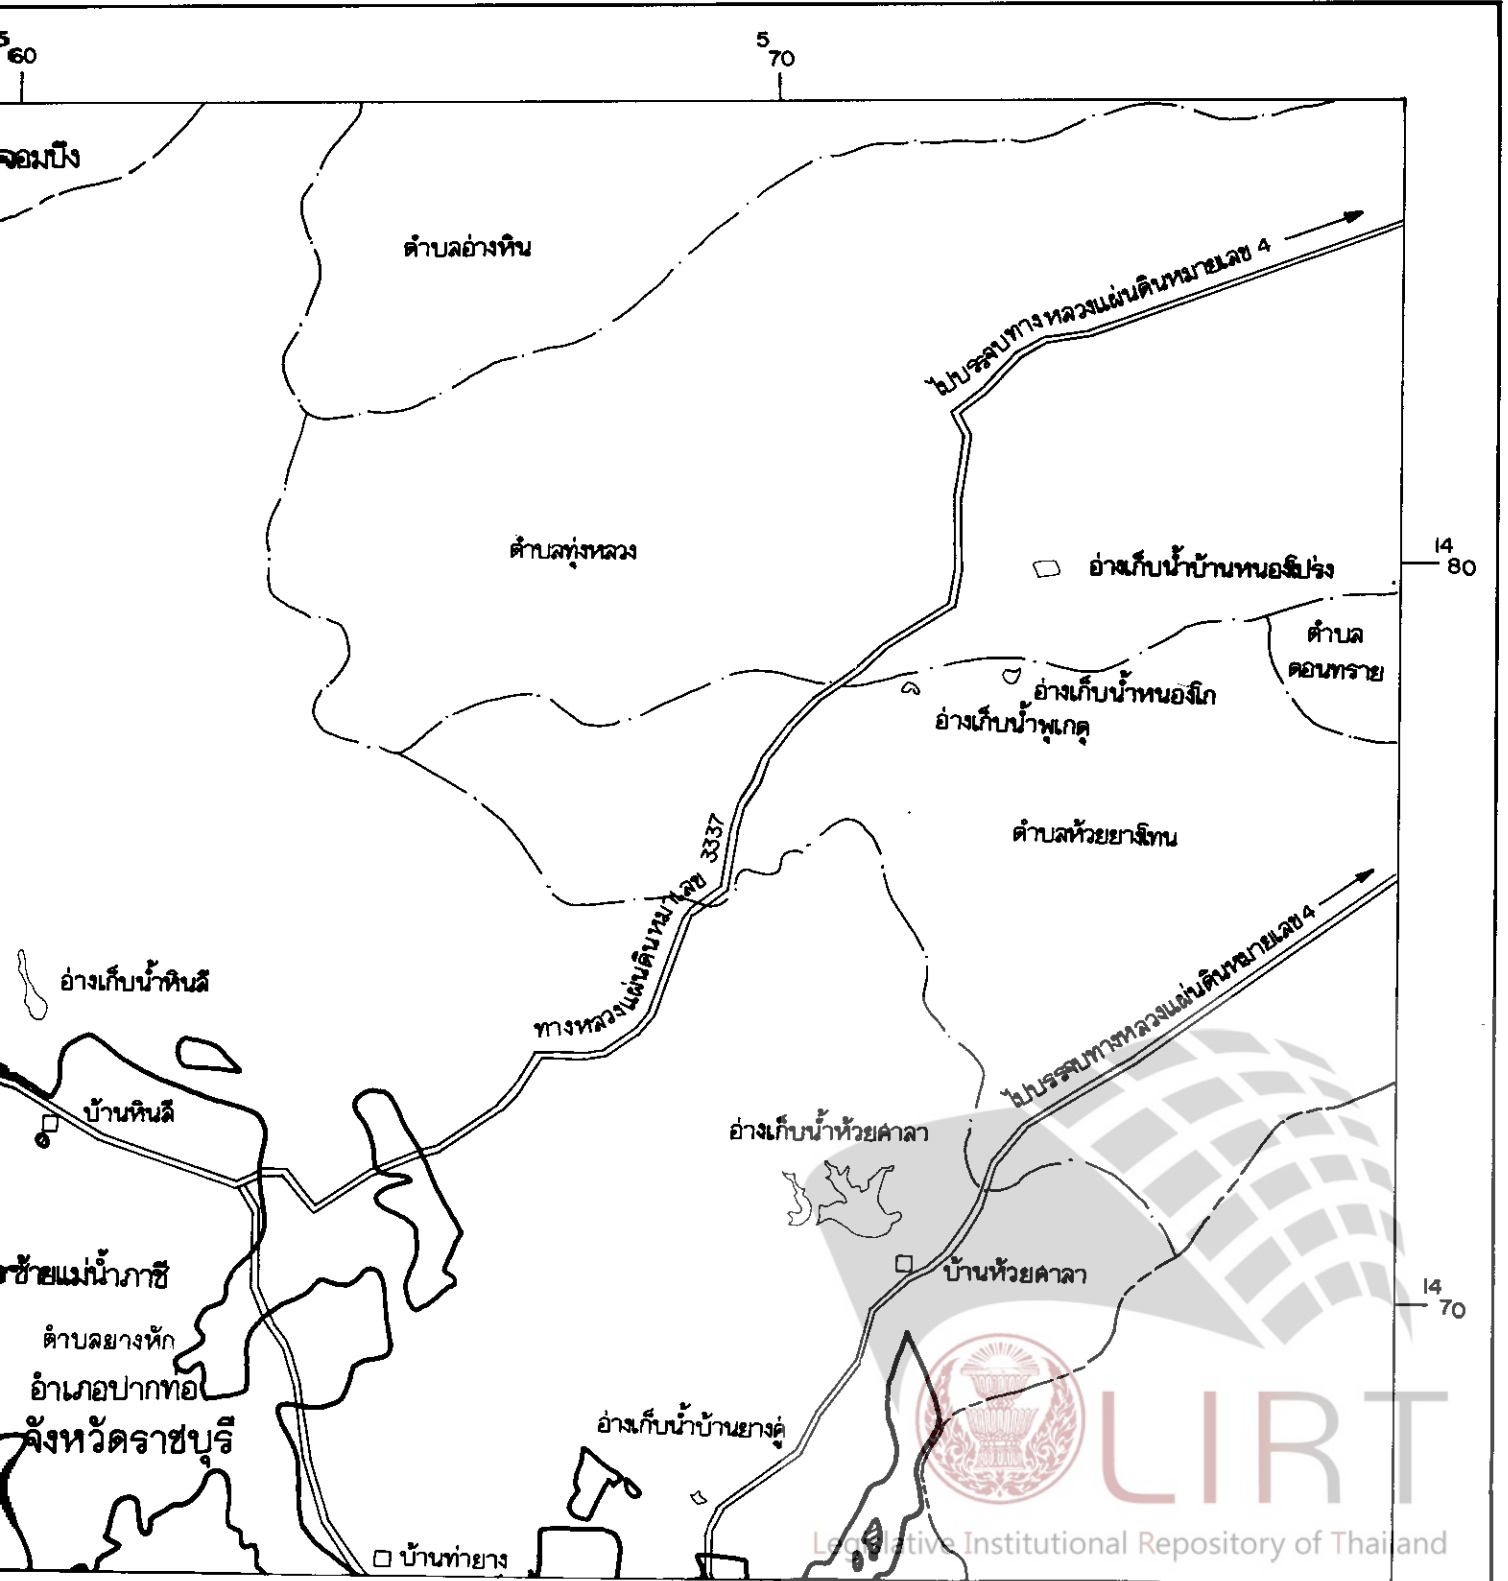 5
60
5
70
จอมบึง
ตำบลอ่างหิน
ไปบรรจบทางหลวงแผ่นดินหมายเลข 4
ตำบลทุ่งหลวง
อ่างเก็บน้ำบ้านหนองโปร่ง
14
80
ตำบล
ดอนทราย
อ่างเก็บน้ำหนองโก
อ่างเก็บน้ำพุเกตุ
ตำบลห้วยยางโทน
ทางหลวงแผ่นดินหมายเลข 3337
ไปบรรจบทางหลวงแผ่นดินหมายเลข 4
อ่างเก็บน้ำหินสี
บ้านหินสี
อ่างเก็บน้ำห้วยศาลา
บ้านห้วยศาลา
ซ้ายแม่น้ำภาชี
14
70
ตำบลยางหัก
อำเภอปากท่อ
จังหวัดราชบุรี
อ่างเก็บน้ำบ้านยางคู่
บ้านท่ายาง
LIRT
Legislative Institutional Repository of Thailand